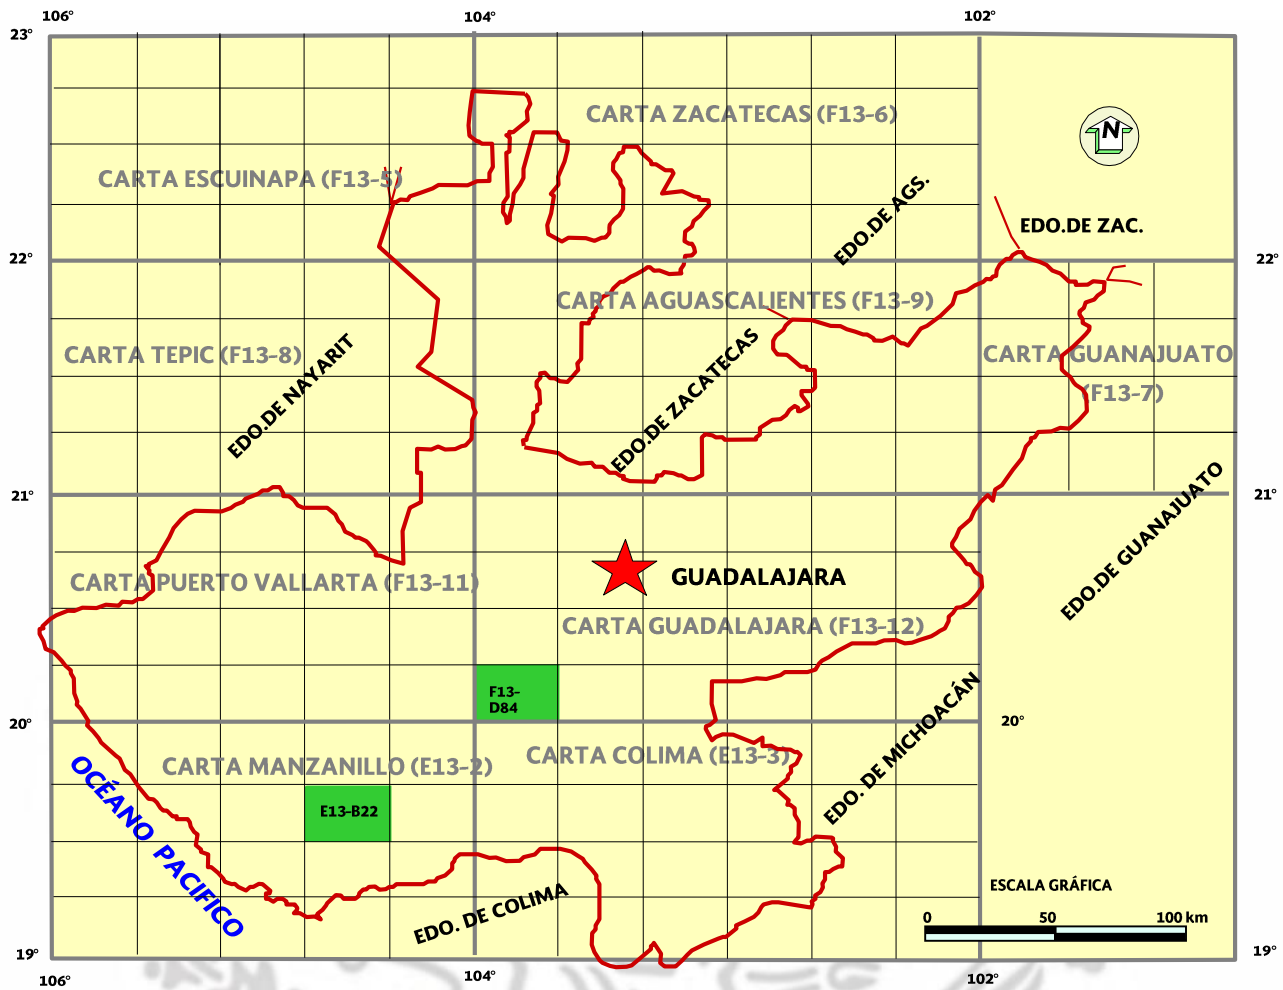 106°
104°
102°
23°
CARTA ZACATECAS (F13-6)
N
CARTA ESCUINAPA (F13-5)
EDO.DE AGS.
EDO.DE ZAC.
22°
22°
CARTA AGUASCALIENTES (F13-9)
CARTA TEPIC (F13-8)
EDO.DE NAYARIT
EDO.DE ZACATECAS
CARTA GUANAJUATO
(F13-7)
21°
21°
EDO.DE GUANAJUATO
CARTA PUERTO VALLARTA (F13-11)
GUADALAJARA
CARTA GUADALAJARA (F13-12)
F13-
D84
20°
20°
EDO. DE MICHOACÁN
CARTA MANZANILLO (E13-2)
CARTA COLIMA (E13-3)
OCÉANO PACIFICO
E13-B22
EDO. DE COLIMA
ESCALA GRÁFICA
0 50 100 km
19°
19°
106°
104°
102°